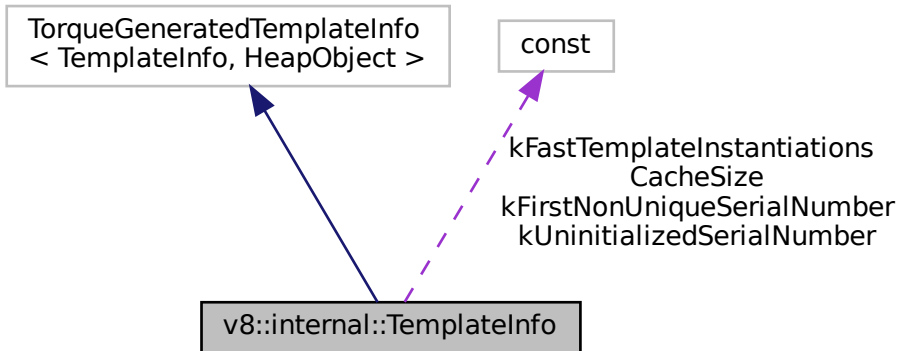 TorqueGeneratedTemplateInfo
< TemplateInfo, HeapObject >
const
kFastTemplateInstantiations
CacheSize
kFirstNonUniqueSerialNumber
kUninitializedSerialNumber
v8::internal::TemplateInfo